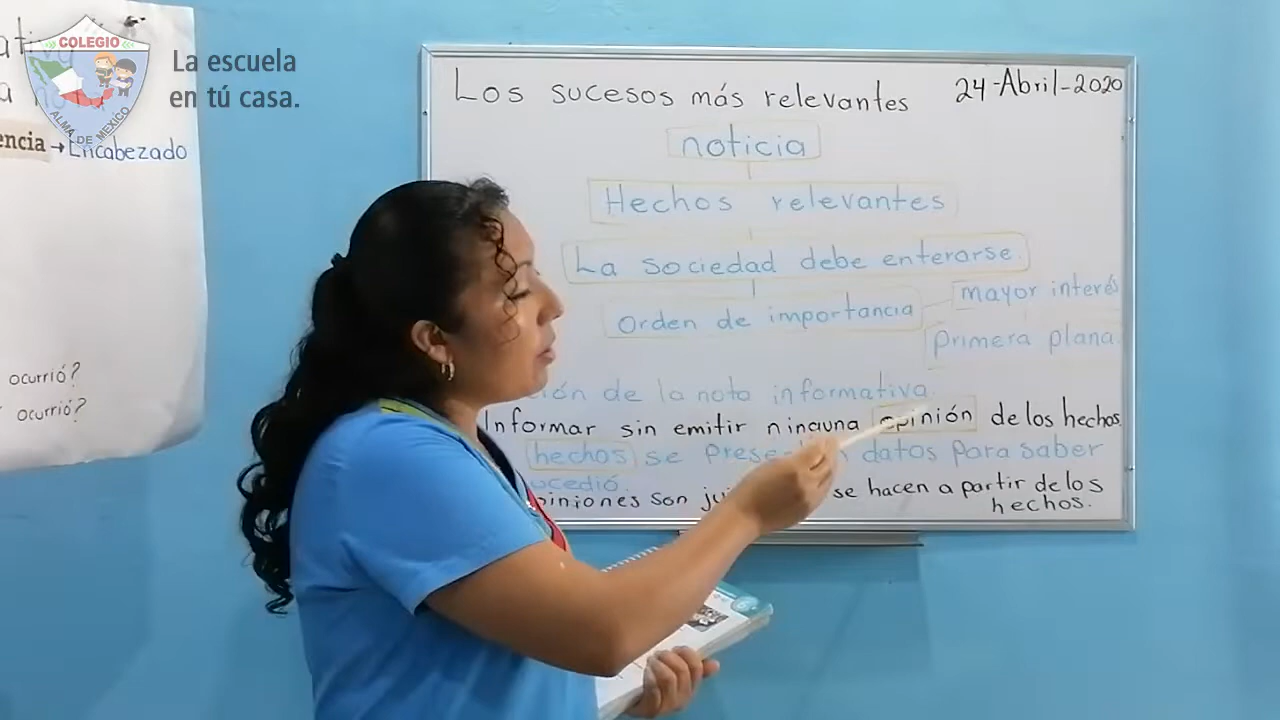 COLEGIO
ALMA DE MEXICO
La escuela
en tú casa.
encia → Encabezado
ocurrió?
ocurrió?
Los sucesos más relevantes
24-Abril-2020
noticia
Hechos relevantes
La sociedad debe enterarse.
Orden de importancia
mayor interés
primera plana.
ión de la nota informativa
Informar sin emitir ninguna opinión de los hechos.
hechos se datos para saber
ucedió.
piniones son se hacen a partir de los
hechos.